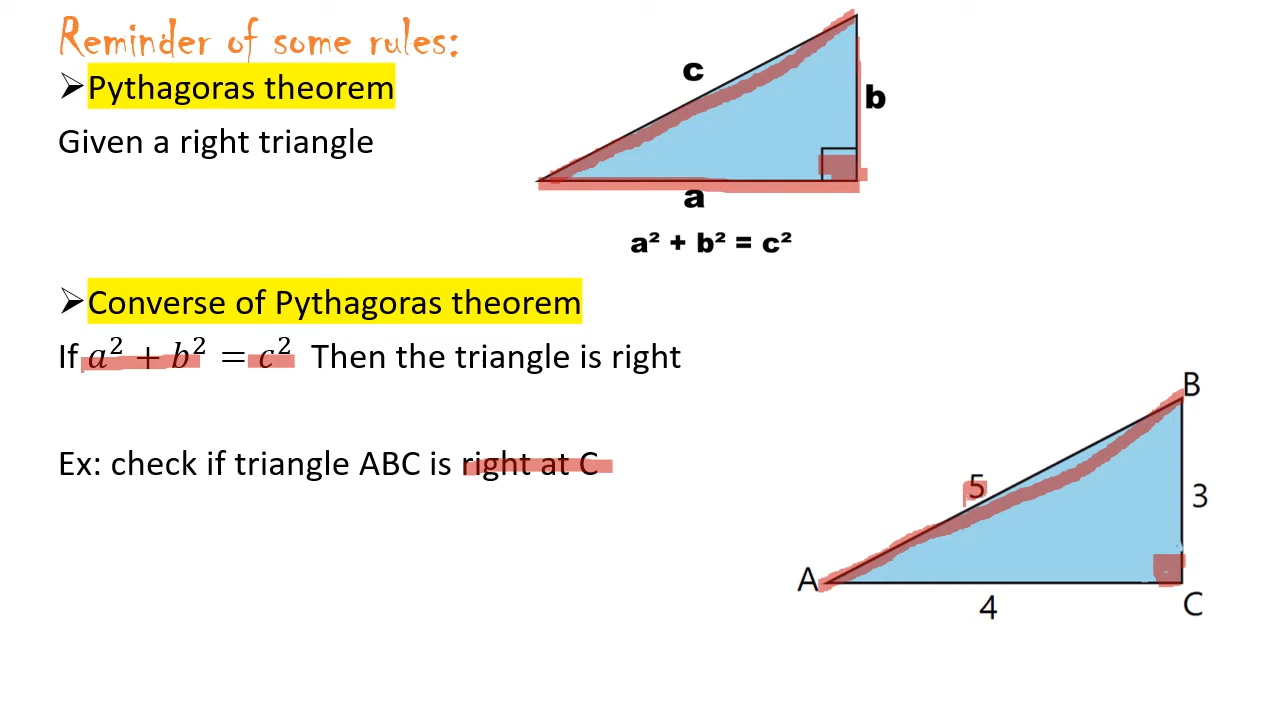 Reminder of some rules:
➢Pythagoras theorem
Given a right triangle
c
b
a
a² + b² = c²
➢Converse of Pythagoras theorem
If a² + b² = c² Then the triangle is right
Ex: check if triangle ABC is right at C
B
5
3
A
4
C